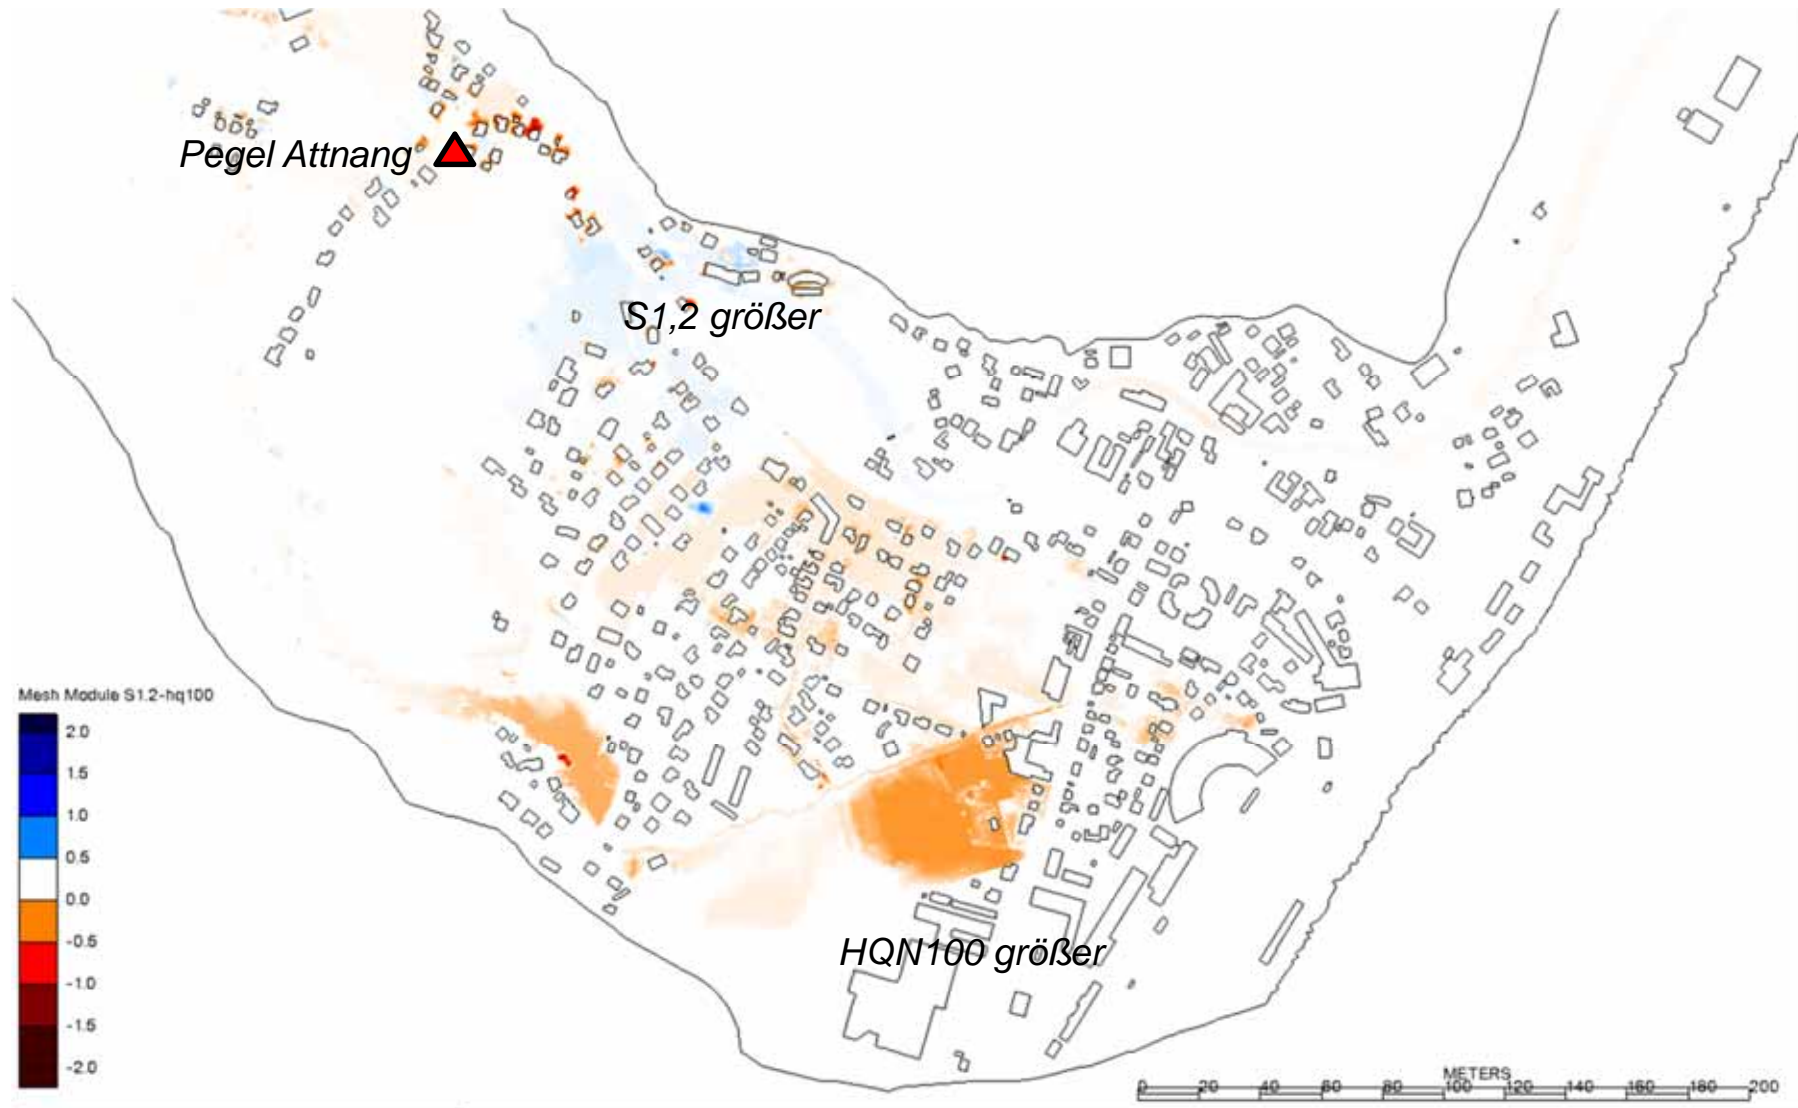 Pegel Attnang
S1,2 größer
Mesh Module S1.2-hq100
2.0
1.5
1.0
0.5
0.0
-0.5
-1.0
-1.5
-2.0
HQN100 größer
METERS
0 20 40 60 80 100 120 140 160 180 200